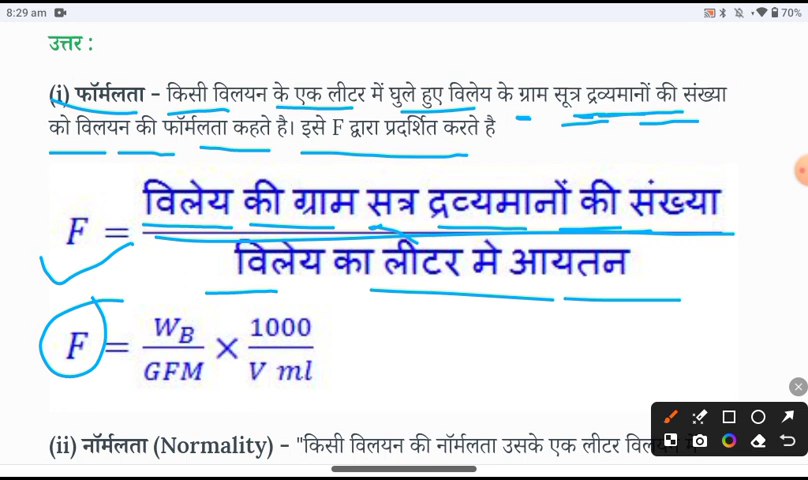 8:29 am
70%
उत्तर :
(i) फॉर्मलता – किसी विलयन के एक लीटर में घुले हुए विलेय के ग्राम सूत्र द्रव्यमानों की संख्या
को विलयन की फॉर्मलता कहते है। इसे F द्वारा प्रदर्शित करते है
F = विलेय की ग्राम सत्र द्रव्यमानों की संख्या
विलेय का लीटर मे आयतन
F = W_B / GFM × 1000 / V ml
(ii) नॉर्मलता (Normality) – "किसी विलयन की नॉर्मलता उसके एक लीटर